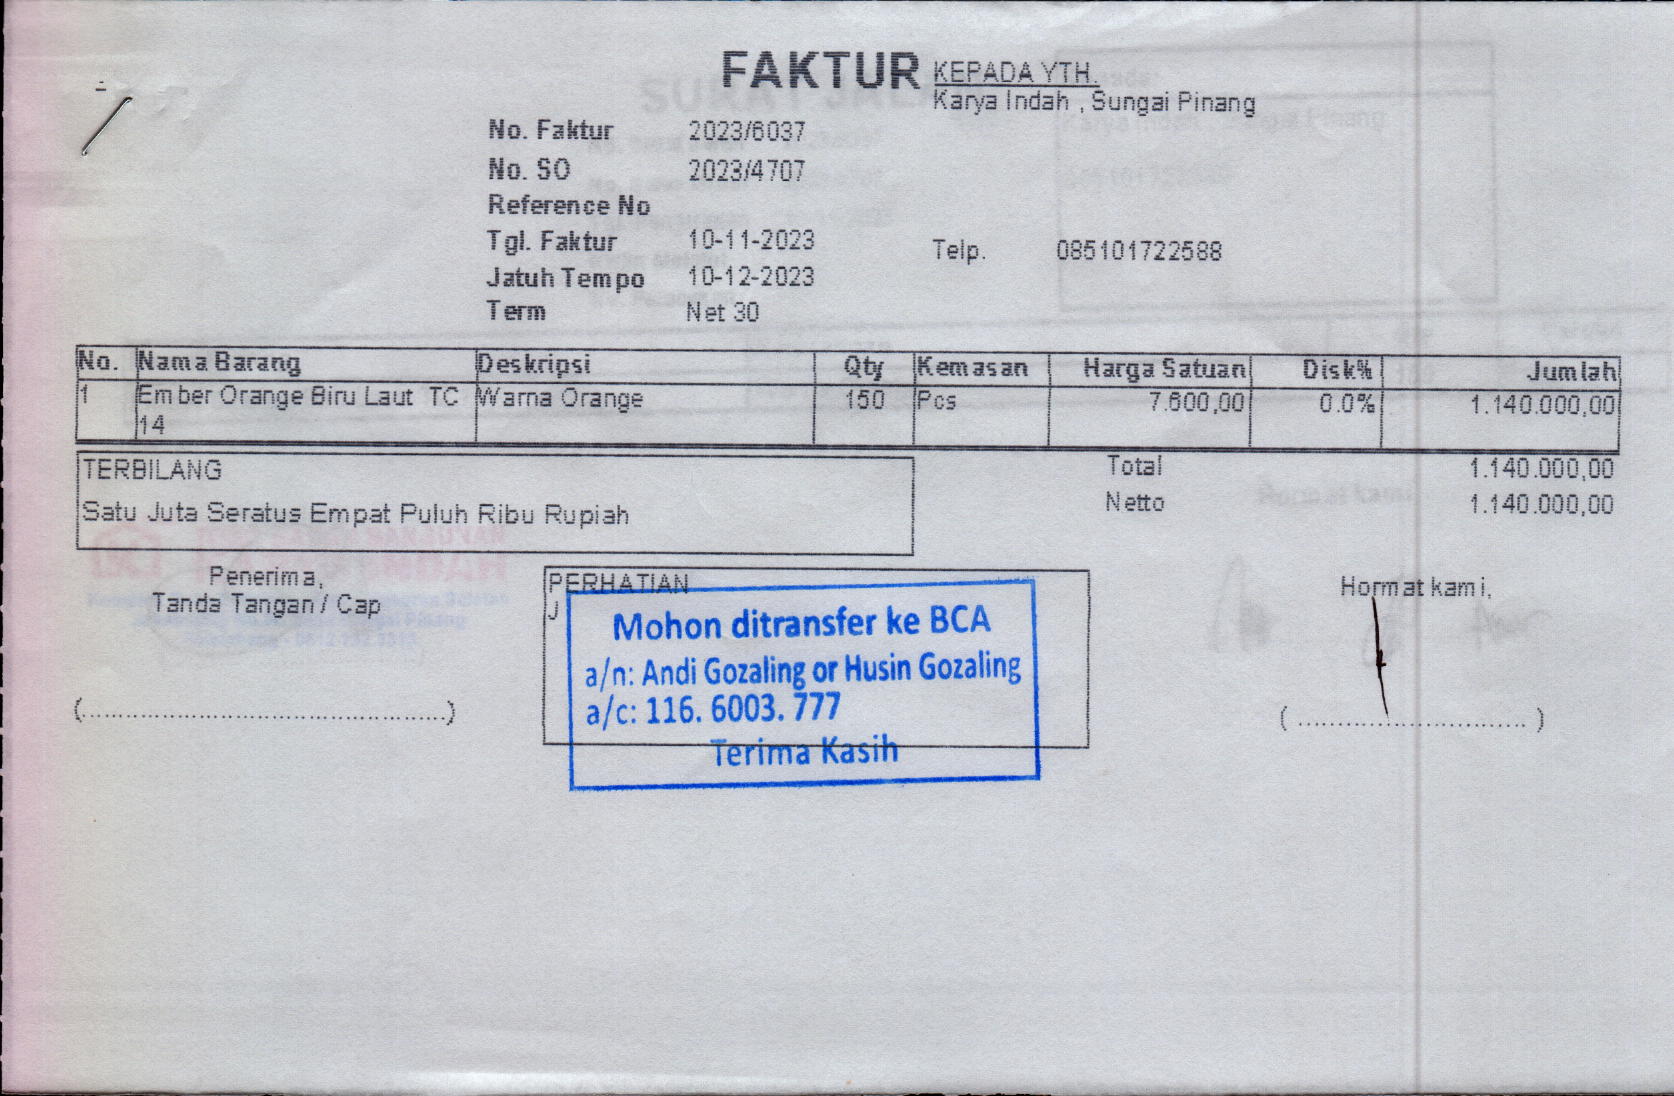 FAKTUR
KEPADA YTH.
Karya Indah , Sungai Pinang
No. Faktur 2023/6037
No. SO 2023/4707
Reference No
Tgl. Faktur 10-11-2023
Telp. 085101722588
Jatuh Tempo 10-12-2023
Term Net 30
No. Nama Barang Deskripsi Qty Kemasan Harga Satuan Disk% Jumlah
1 Ember Orange Biru Laut TC Warna Orange 150 Pcs 7.600,00 0.0% 1.140.000,00
14
TERBILANG
Total 1.140.000,00
Satu Juta Seratus Empat Puluh Ribu Rupiah
Netto 1.140.000,00
Penerima,
Tanda Tangan / Cap
PERHATIAN
J
Mohon ditransfer ke BCA
a/n: Andi Gozaling or Husin Gozaling
a/c: 116. 6003. 777
Terima Kasih
Hormat kami,
(..............................................)
( ............................. )